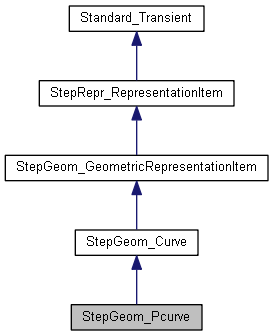 Standard_Transient
StepRepr_RepresentationItem
StepGeom_GeometricRepresentationItem
StepGeom_Curve
StepGeom_Pcurve